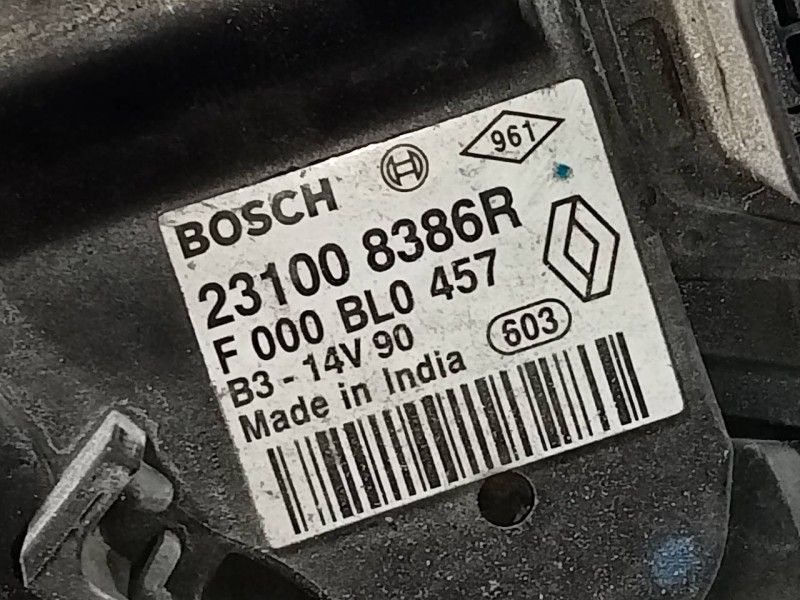 961
BOSCH
23100 8386R
F 000 BL0 457
B3 - 14V 90
603
Made in India